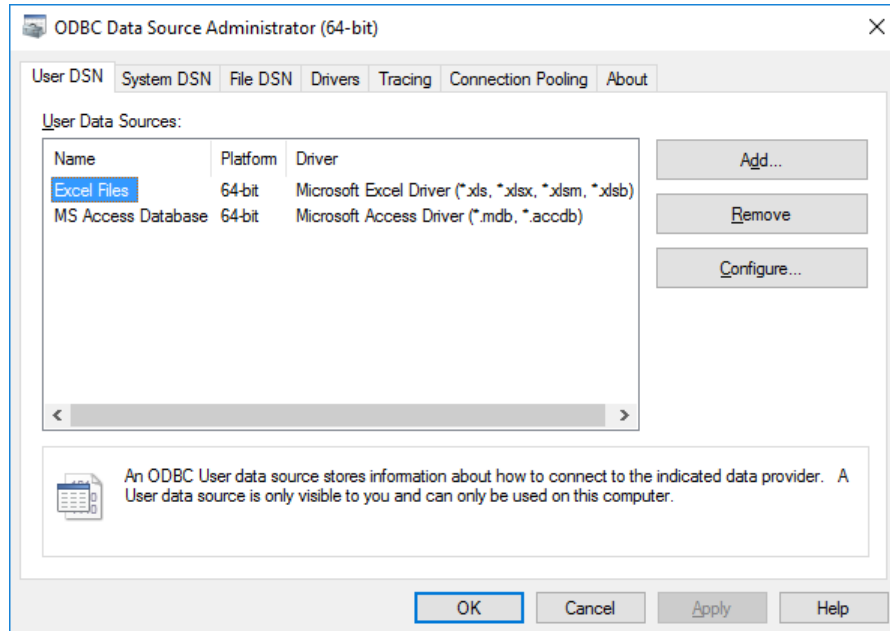 ODBC Data Source Administrator (64-bit)
User DSN System DSN File DSN Drivers Tracing Connection Pooling About
User Data Sources:
Name Platform Driver
Excel Files 64-bit Microsoft Excel Driver (*.xls, *.xlsx, *.xlsm, *.xlsb)
MS Access Database 64-bit Microsoft Access Driver (*.mdb, *.accdb)
Add...
Remove
Configure...
An ODBC User data source stores information about how to connect to the indicated data provider. A
User data source is only visible to you and can only be used on this computer.
OK Cancel Apply Help